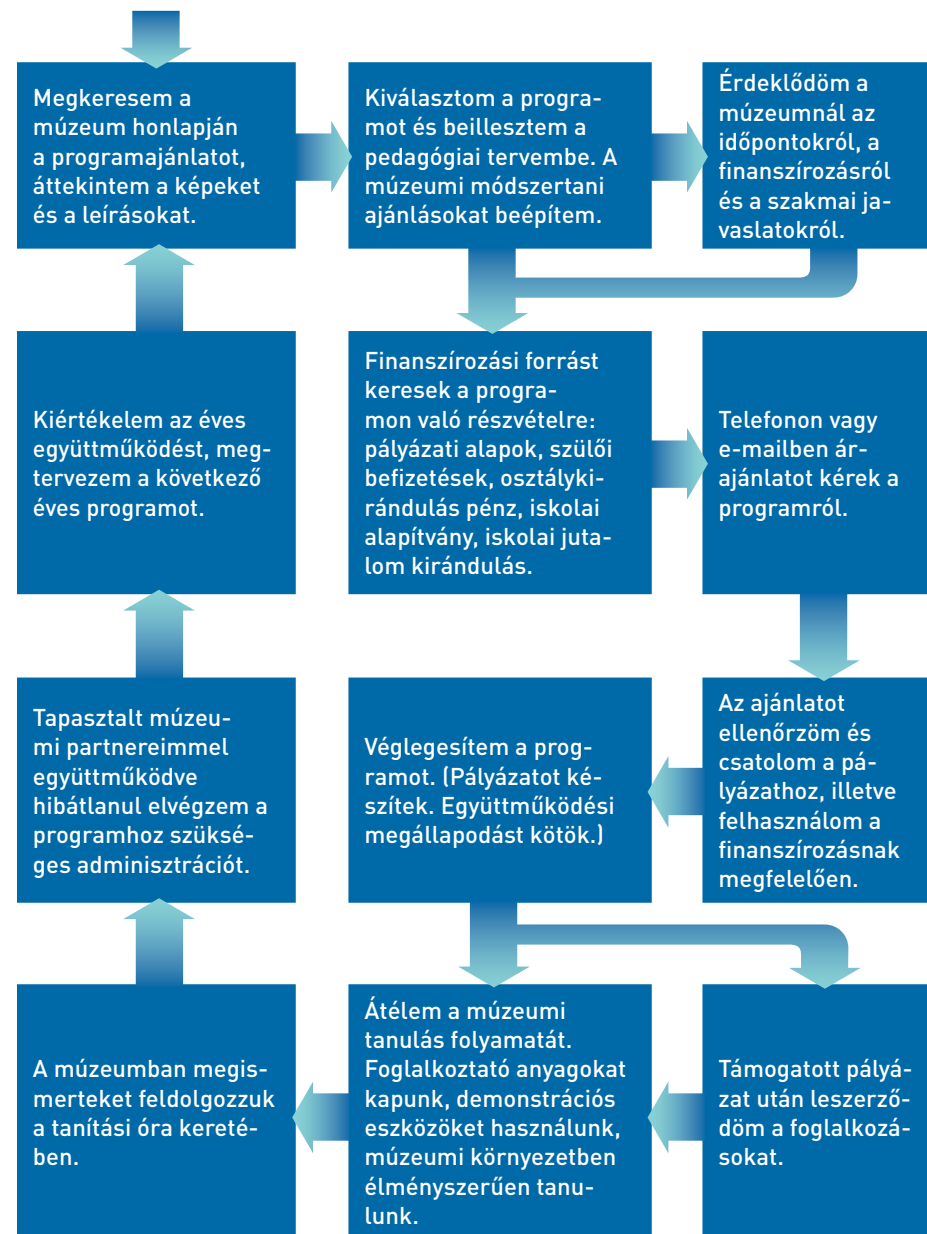 Megkeresem a
múzeum honlapján
a programajánlatot,
áttekintem a képeket
és a leírásokat.
Kiválasztom a progra-
mot és beillesztem a
pedagógiai tervembe. A
múzeumi módszertani
ajánlásokat beépítem.
Érdeklődöm a
múzeumnál az
időpontokról, a
finanszírozásról
és a szakmai ja-
vaslatokról.
Kiértékelem az éves
együttműködést, meg-
tervezem a következő
éves programot.
Finanszírozási forrást
keresek a progra-
mon való részvételre:
pályázati alapok, szülői
befizetések, osztályki-
rándulás pénz, iskolai
alapítvány, iskolai juta-
lom kirándulás.
Telefonon vagy
e-mailben ár-
ajánlatot kérek a
programról.
Tapasztalt múzeu-
mi partnereimmel
együttműködve
hibátlanul elvégzem a
programhoz szüksé-
ges adminisztrációt.
Véglegesítem a prog-
ramot. (Pályázatot ké-
szítek. Együttműködési
megállapodást kötök.)
Az ajánlatot
ellenőrzöm és
csatolom a pá-
lyázathoz, illetve
felhasználom a
finanszírozásnak
megfelelően.
A múzeumban megis-
merteket feldolgozzuk
a tanítási óra kereté-
ben.
Átélem a múzeumi
tanulás folyamatát.
Foglalkoztató anyagokat
kapunk, demonstrációs
eszközöket használunk,
múzeumi környezetben
élményszerűen tanu-
lunk.
Támogatott pályá-
zat után leszerző-
döm a foglalkozá-
sokat.